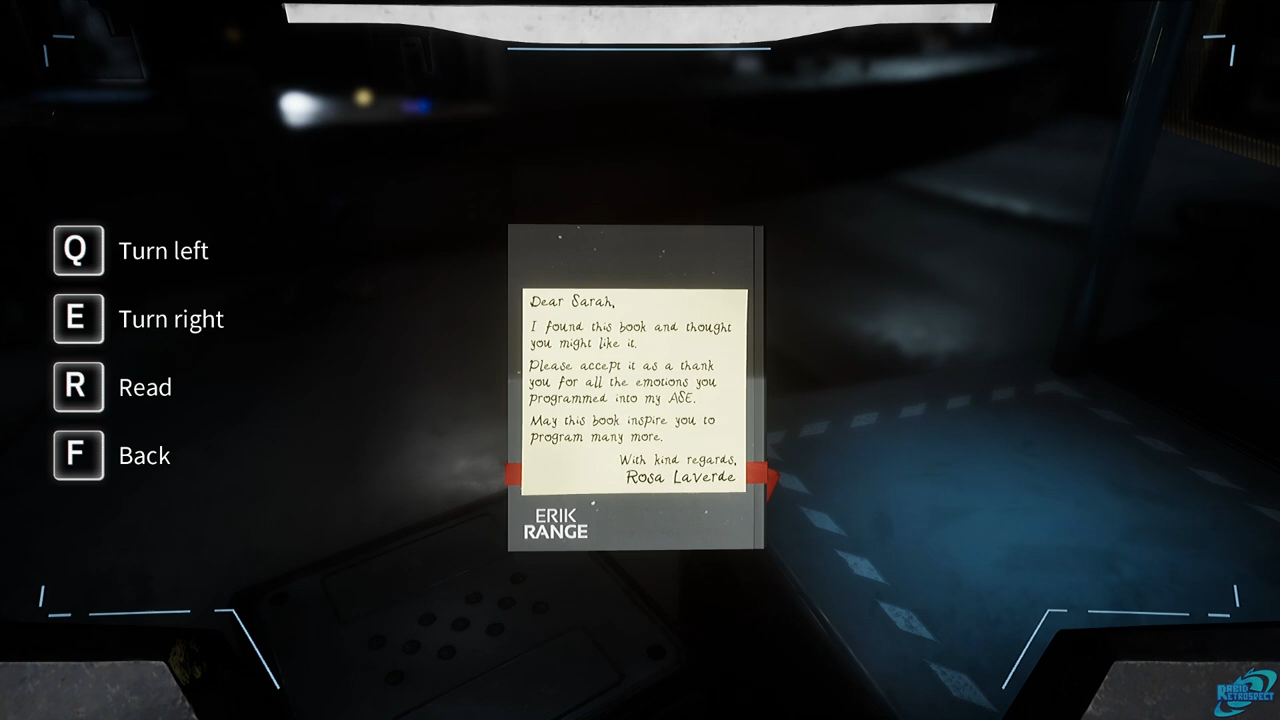 Q Turn left
E Turn right
R Read
F Back
Dear Sarah,
I found this book and thought
you might like it.
Please accept it as a thank
you for all the emotions you
programmed into my ASE.
May this book inspire you to
program many more.
With kind regards,
Rosa Laverde
ERIK
RANGE
RABID
RETROSPECT